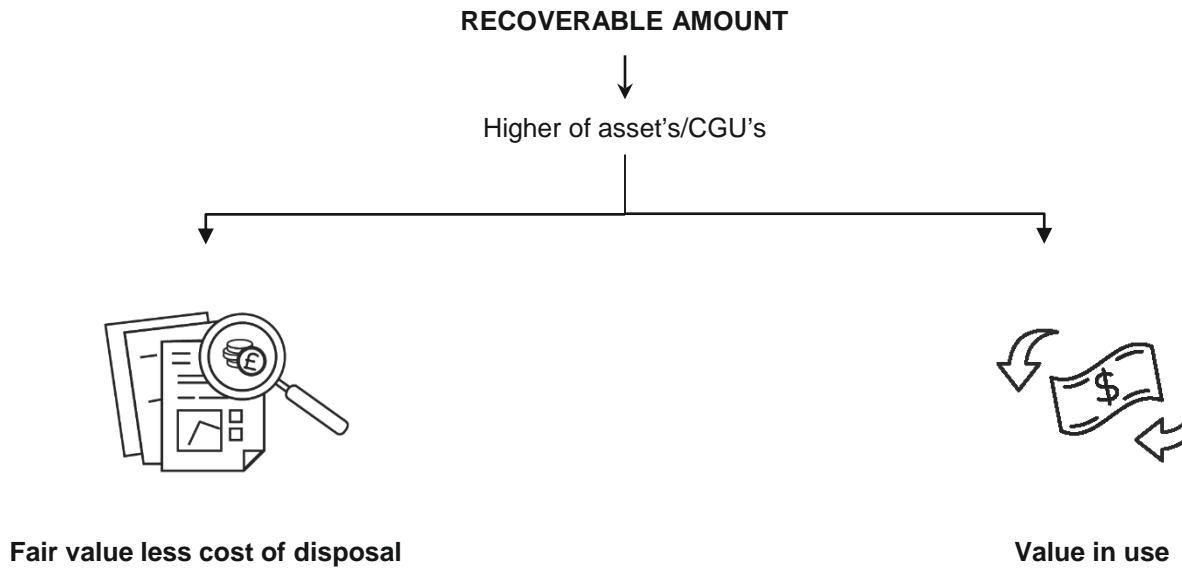 RECOVERABLE AMOUNT
Higher of asset's/CGU's
£
$
Fair value less cost of disposal
Value in use